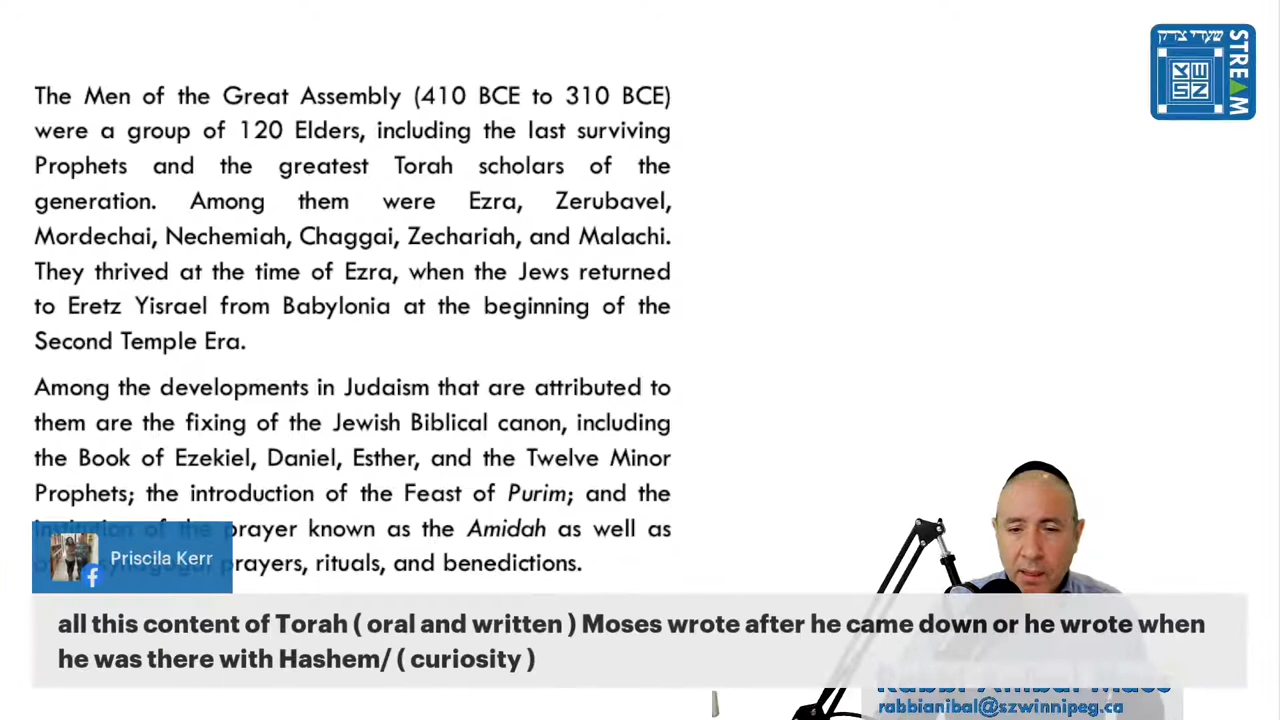 שערי צדק
STREAM
The Men of the Great Assembly (410 BCE to 310 BCE)
were a group of 120 Elders, including the last surviving
Prophets and the greatest Torah scholars of the
generation. Among them were Ezra, Zerubavel,
Mordechai, Nechemiah, Chaggai, Zechariah, and Malachi.
They thrived at the time of Ezra, when the Jews returned
to Eretz Yisrael from Babylonia at the beginning of the
Second Temple Era.
Among the developments in Judaism that are attributed to
them are the fixing of the Jewish Biblical canon, including
the Book of Ezekiel, Daniel, Esther, and the Twelve Minor
Prophets; the introduction of the Feast of Purim; and the
institution of the prayer known as the Amidah as well as
prayers, rituals, and benedictions.
Priscila Kerr
all this content of Torah ( oral and written ) Moses wrote after he came down or he wrote when
he was there with Hashem/ ( curiosity )
rabbianibal@szwinnipeg.ca